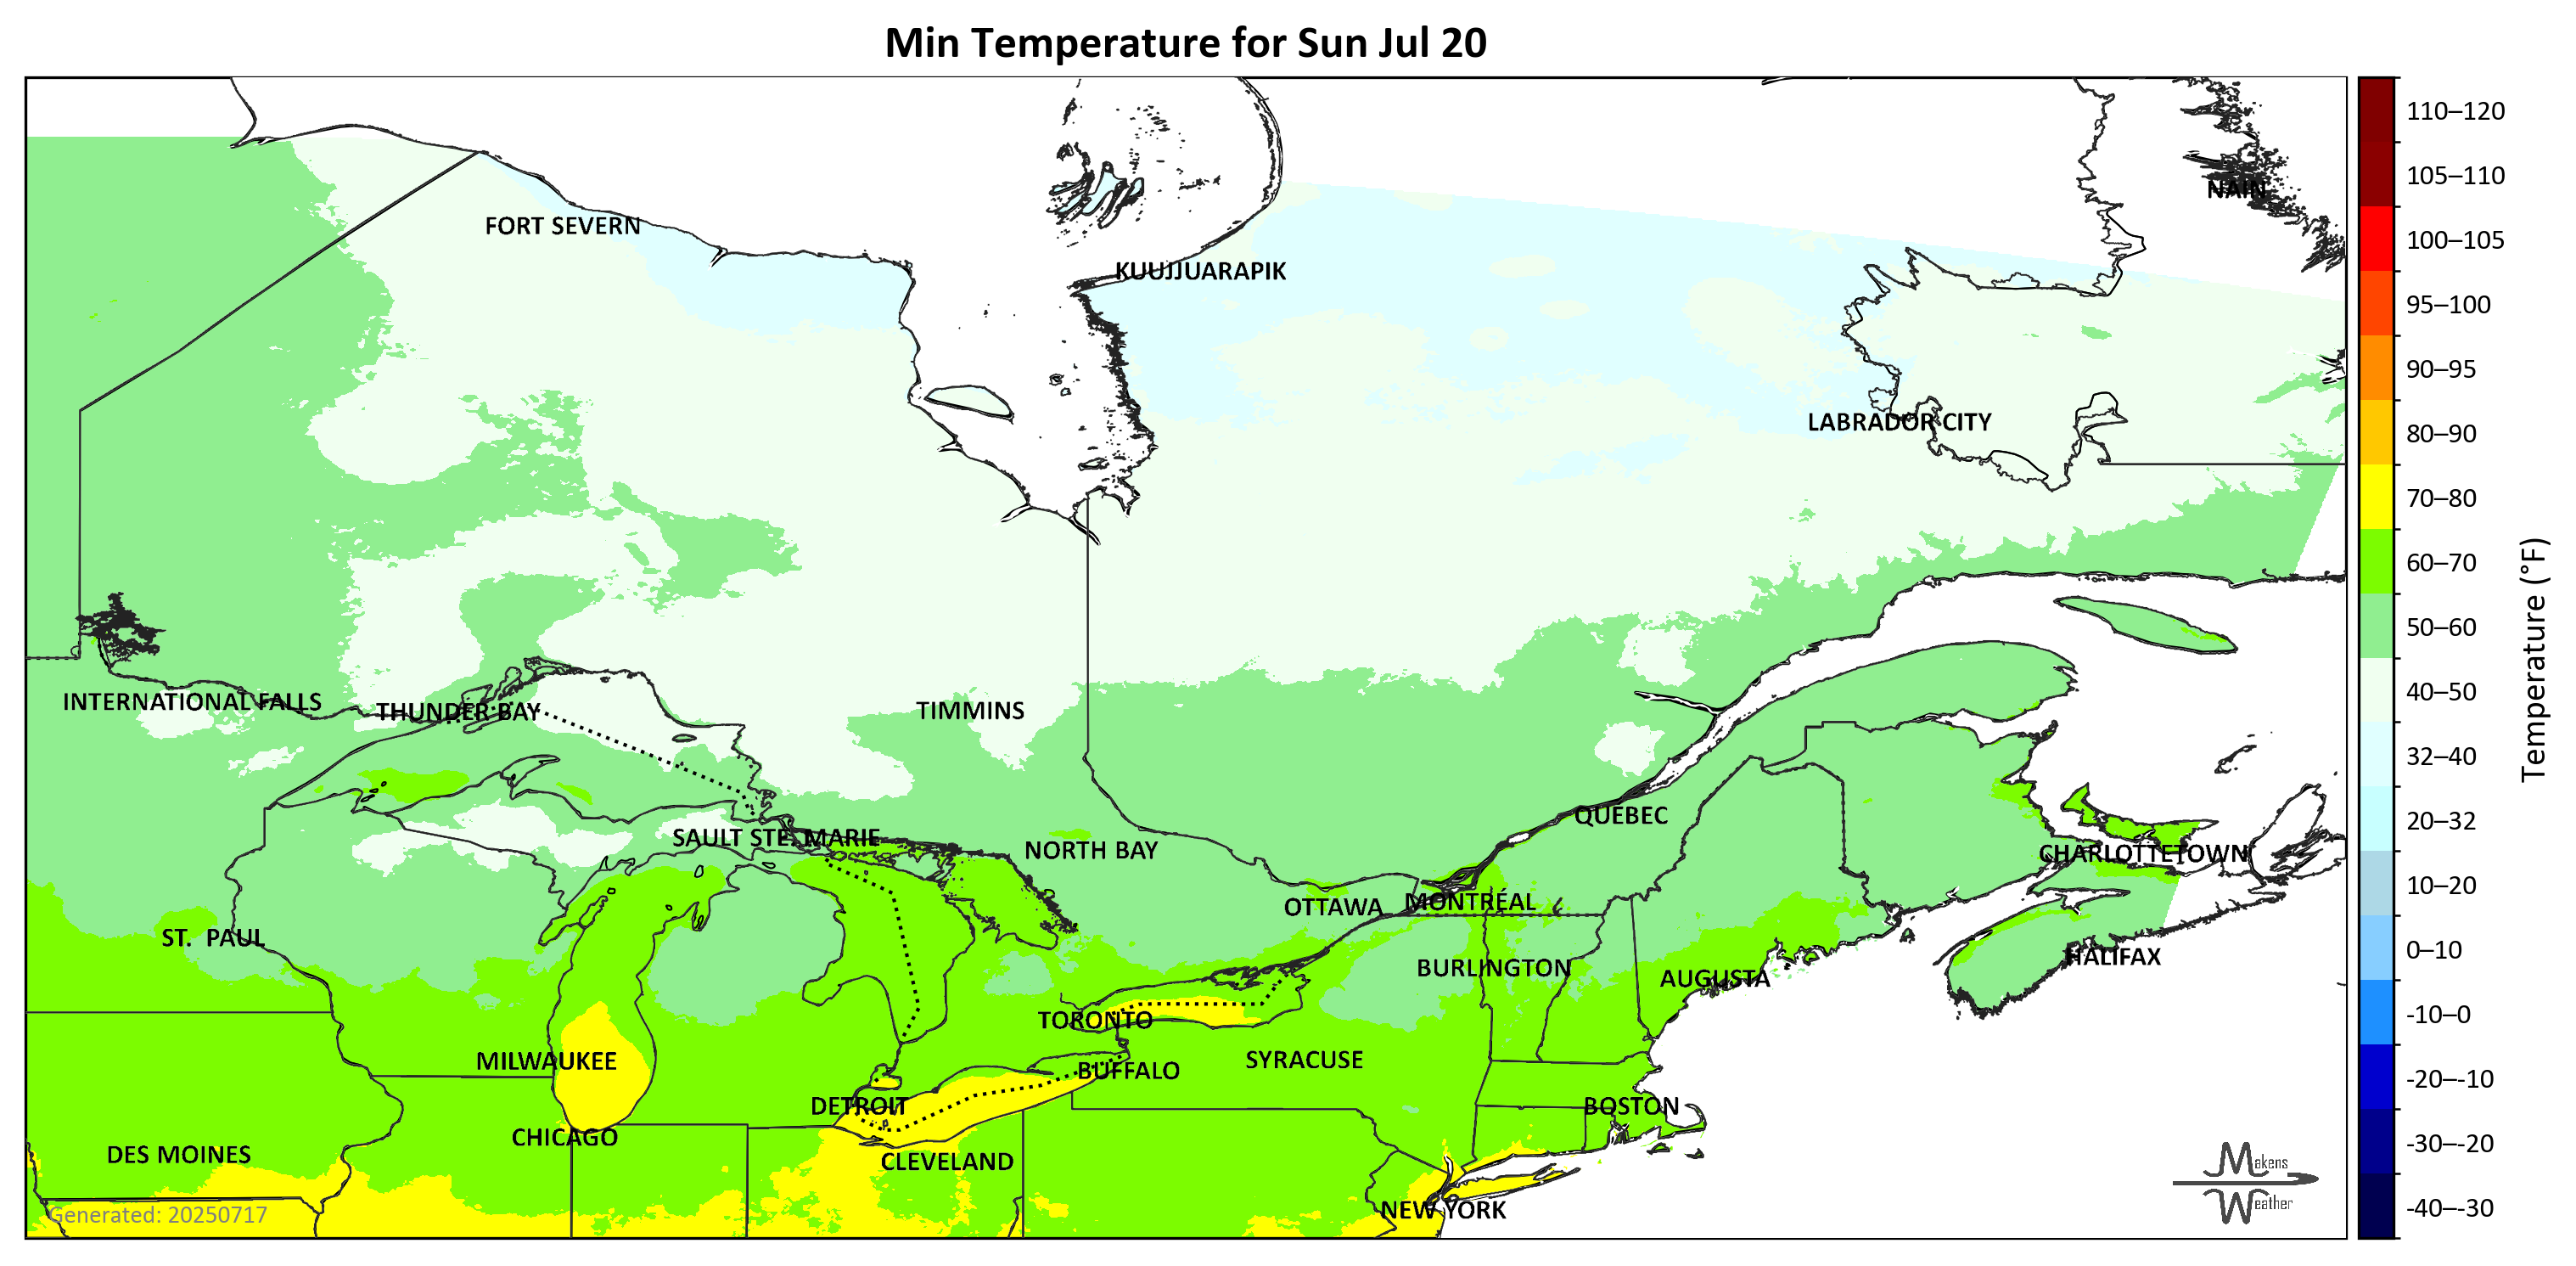 Min Temperature for Sun Jul 20
NAIN
FORT SEVERN
KUUJJUARAPIK
LABRADOR CITY
INTERNATIONAL FALLS
THUNDER BAY
TIMMINS
QUÉBEC
SAULT STE. MARIE
NORTH BAY
CHARLOTTETOWN
OTTAWA
MONTRÉAL
ST. PAUL
HALIFAX
BURLINGTON
AUGUSTA
TORONTO
MILWAUKEE
SYRACUSE
BUFFALO
DETROIT
BOSTON
CHICAGO
DES MOINES
CLEVELAND
NEW YORK
Generated: 20250717
Makens
Weather
110–120
105–110
100–105
95–100
90–95
80–90
70–80
60–70
50–60
40–50
32–40
20–32
10–20
0–10
-10–0
-20–-10
-30–-20
-40–-30
Temperature (°F)